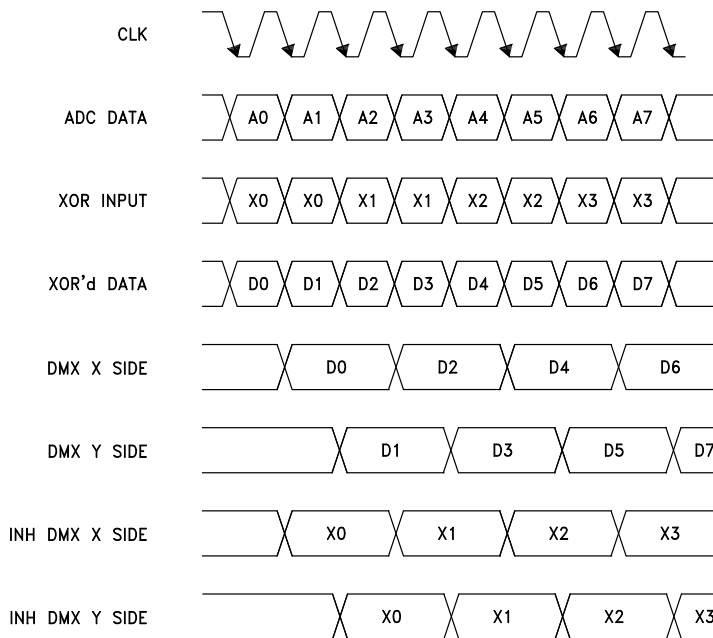 CLK
ADC DATA A0 A1 A2 A3 A4 A5 A6 A7
XOR INPUT X0 X0 X1 X1 X2 X2 X3 X3
XOR'd DATA D0 D1 D2 D3 D4 D5 D6 D7
DMX X SIDE D0 D2 D4 D6
DMX Y SIDE D1 D3 D5 D7
INH DMX X SIDE X0 X1 X2 X3
INH DMX Y SIDE X0 X1 X2 X3